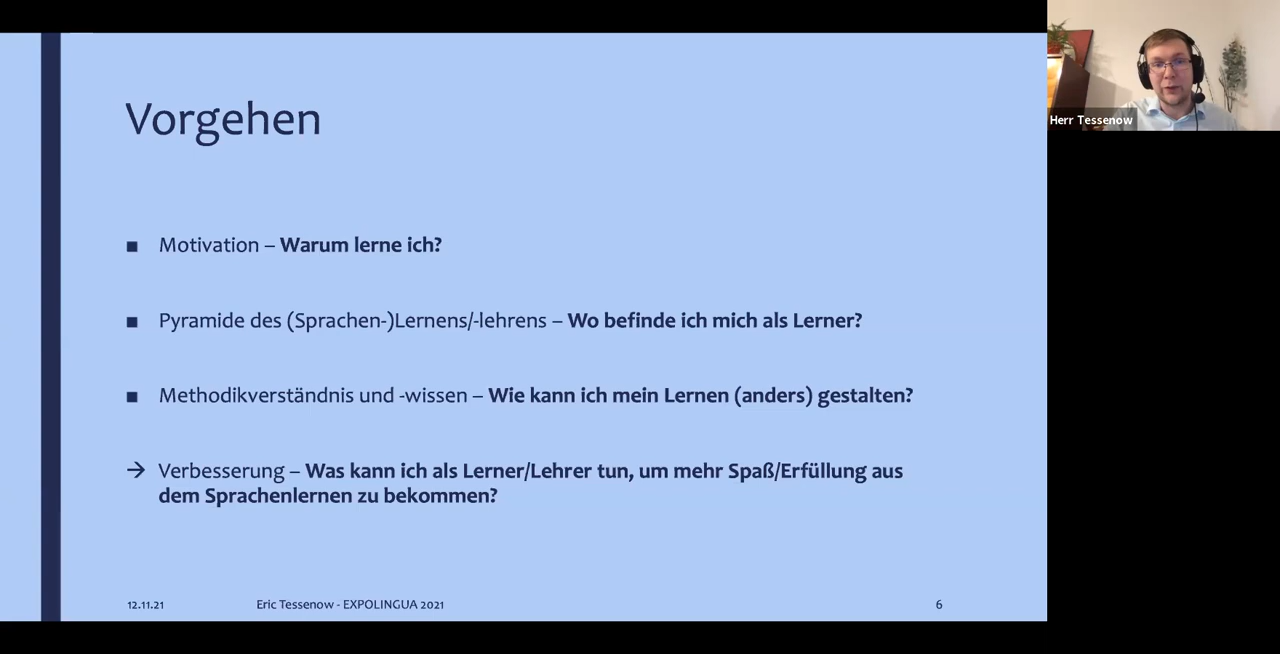 Vorgehen
Herr Tessenow
■ Motivation – Warum lerne ich?
■ Pyramide des (Sprachen-)Lernens/-lehrens – Wo befinde ich mich als Lerner?
■ Methodikverständnis und -wissen – Wie kann ich mein Lernen (anders) gestalten?
→ Verbesserung – Was kann ich als Lerner/Lehrer tun, um mehr Spaß/Erfüllung aus
dem Sprachenlernen zu bekommen?
12.11.21 Eric Tessenow - EXPOLINGUA 2021 6